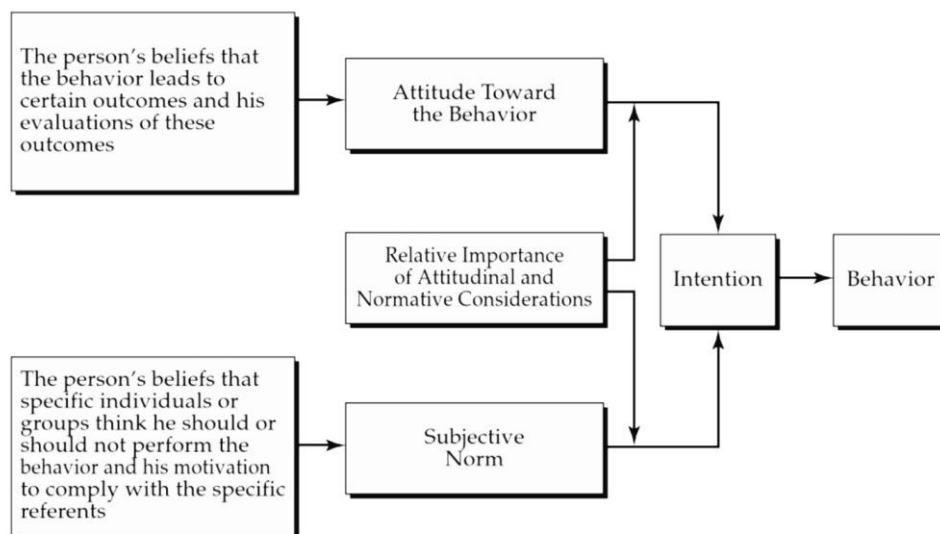 The person's beliefs that
the behavior leads to
certain outcomes and his
evaluations of these
outcomes
Attitude Toward
the Behavior
Relative Importance
of Attitudinal and
Normative Considerations
Intention
Behavior
The person's beliefs that
specific individuals or
groups think he should or
should not perform the
behavior and his motivation
to comply with the specific
referents
Subjective
Norm